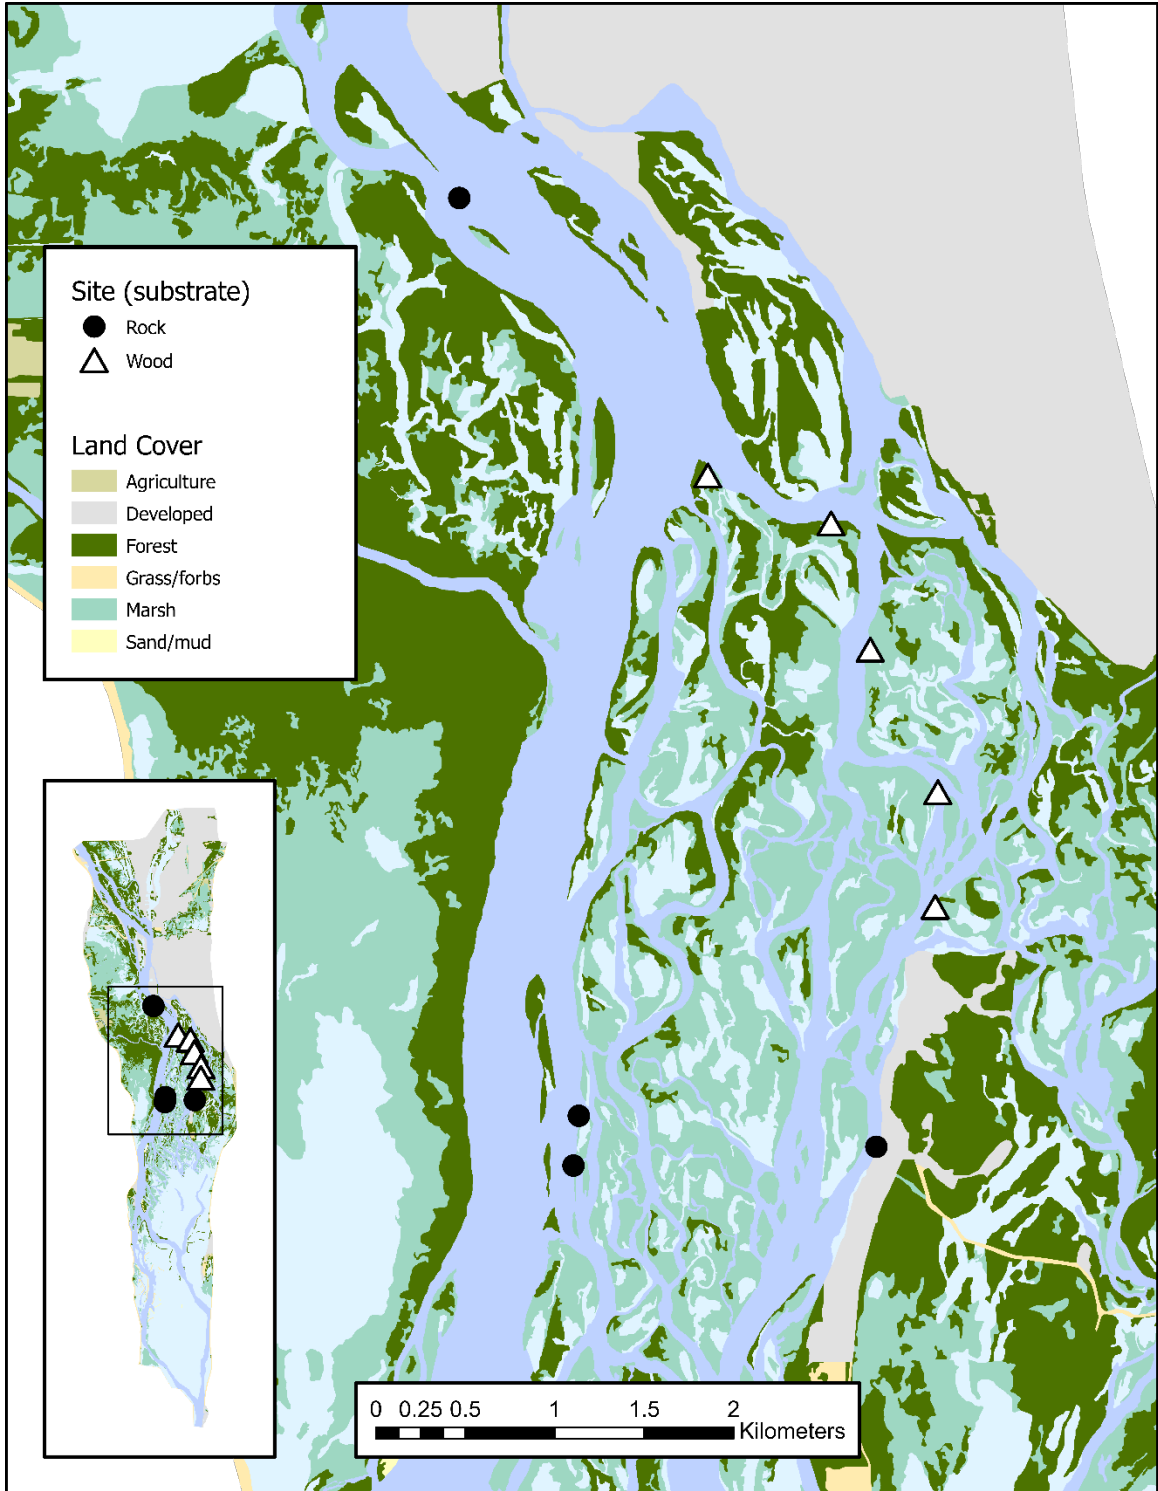 Site (substrate)
Rock
Wood
Land Cover
Agriculture
Developed
Forest
Grass/forbs
Marsh
Sand/mud
0 0.25 0.5 1 1.5 2
Kilometers